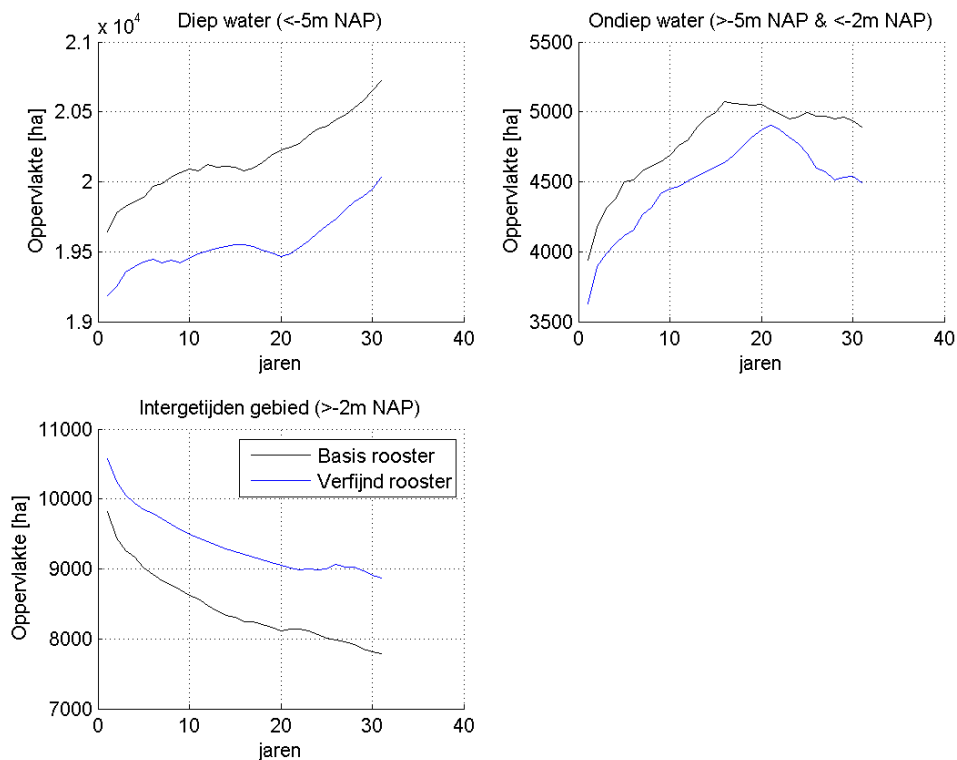 Diep water (<-5m NAP)
x 10⁴
2.1
2.05
2
1.95
1.9
Oppervlakte [ha]
0 10 20 30 40
jaren
Ondiep water (>-5m NAP & <-2m NAP)
5500
5000
4500
4000
3500
Oppervlakte [ha]
0 10 20 30 40
jaren
Intergetijden gebied (>-2m NAP)
11000
10000
9000
8000
7000
Oppervlakte [ha]
Basis rooster
Verfijnd rooster
0 10 20 30 40
jaren